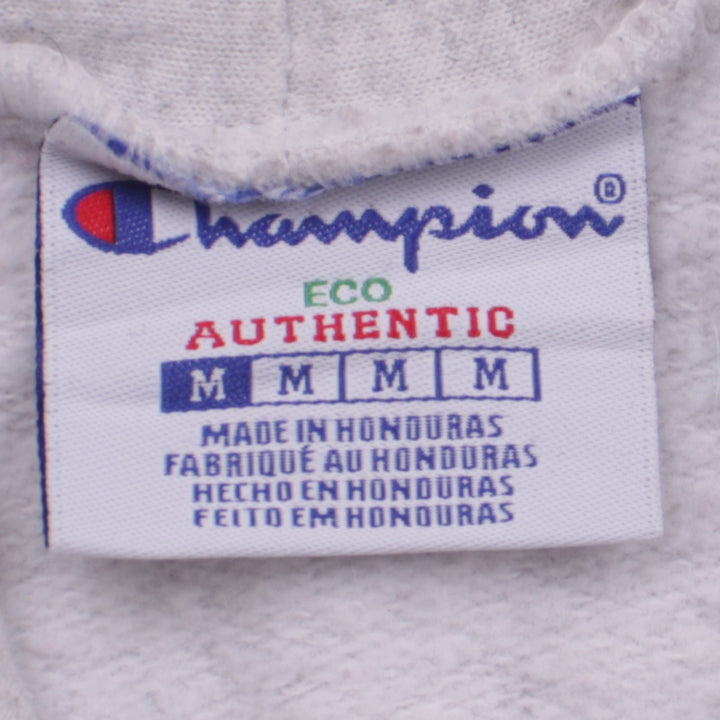 Champion®
ECO
AUTHENTIC
M M M M
MADE IN HONDURAS
FABRIQUÉ AU HONDURAS
HECHO EN HONDURAS
FEITO EM HONDURAS